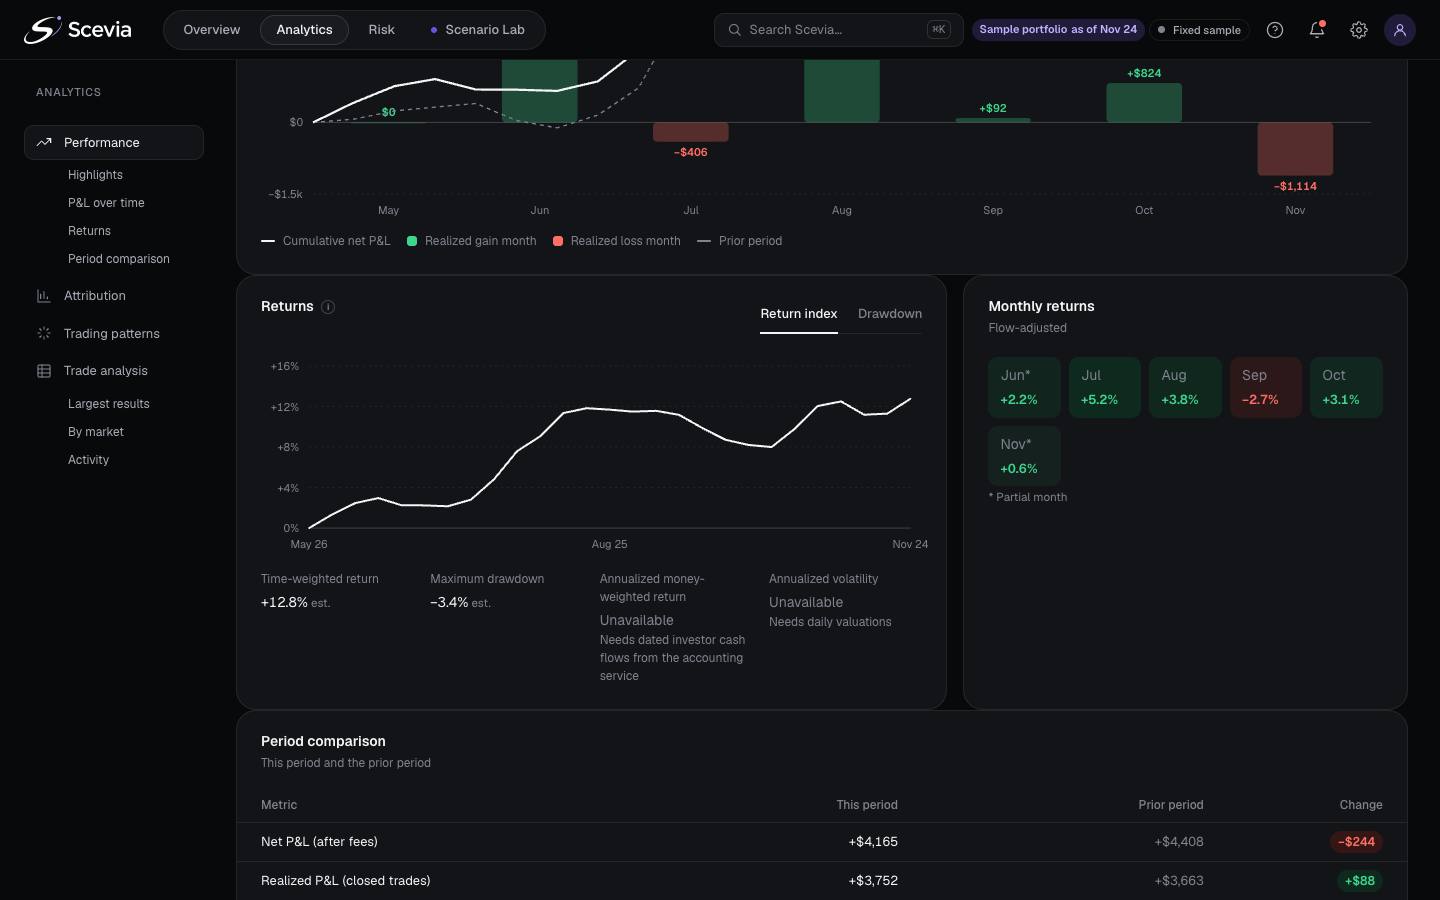 Scevia
Overview
Analytics
Risk
Scenario Lab
Search Scevia...
⌘K
Sample portfolio as of Nov 24
Fixed sample
ANALYTICS
Performance
Highlights
P&L over time
Returns
Period comparison
Attribution
Trading patterns
Trade analysis
Largest results
By market
Activity
$0
−$1.5k
$0
−$406
+$92
+$824
−$1,114
May
Jun
Jul
Aug
Sep
Oct
Nov
Cumulative net P&L
Realized gain month
Realized loss month
Prior period
Returns
Return index
Drawdown
+16%
+12%
+8%
+4%
0%
May 26
Aug 25
Nov 24
Time-weighted return
+12.8% est.
Maximum drawdown
−3.4% est.
Annualized money-
weighted return
Unavailable
Needs dated investor cash
flows from the accounting
service
Annualized volatility
Unavailable
Needs daily valuations
Monthly returns
Flow-adjusted
Jun*
+2.2%
Jul
+5.2%
Aug
+3.8%
Sep
−2.7%
Oct
+3.1%
Nov*
+0.6%
* Partial month
Period comparison
This period and the prior period
Metric
This period
Prior period
Change
Net P&L (after fees)
+$4,165
+$4,408
−$244
Realized P&L (closed trades)
+$3,752
+$3,663
+$88